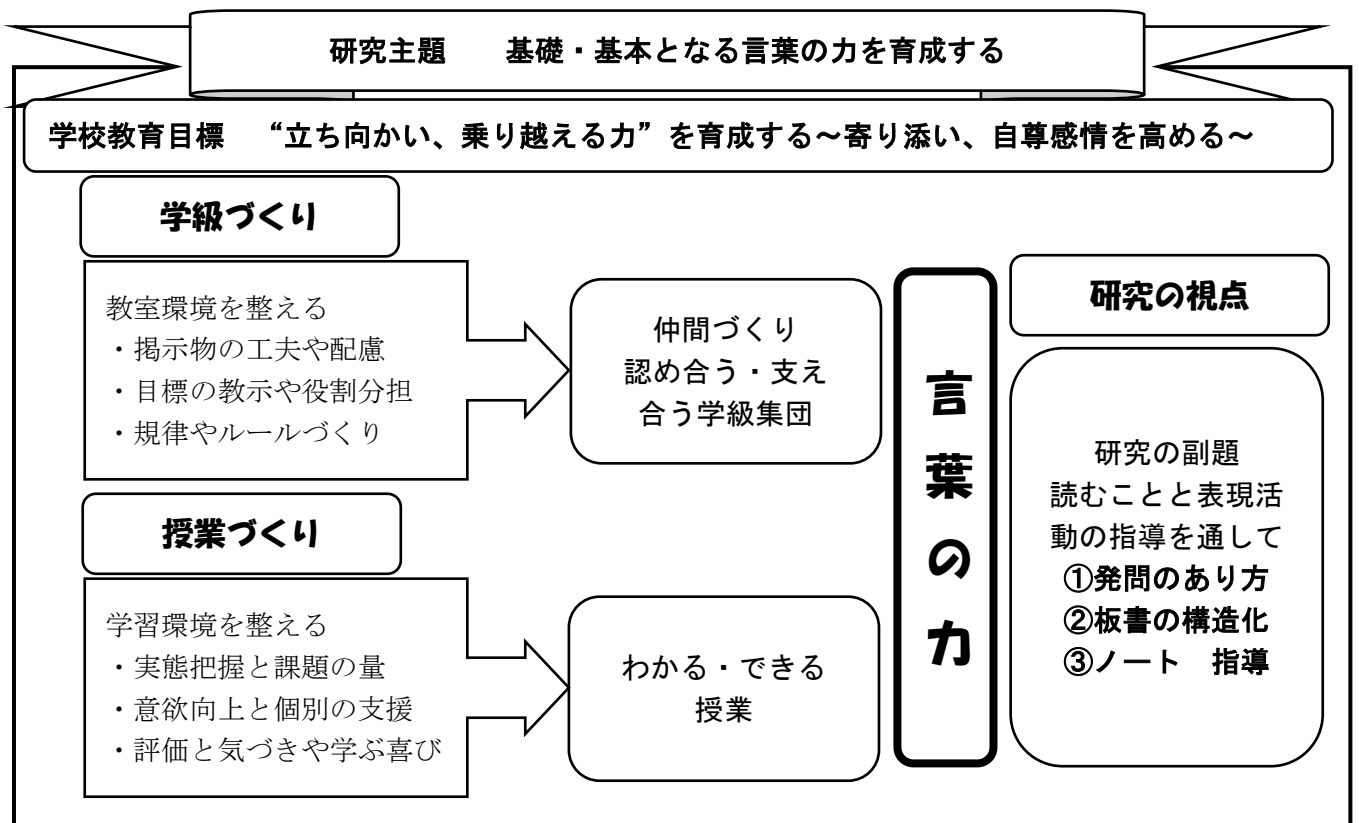 研究主題　　基礎・基本となる言葉の力を育成する
学校教育目標　“立ち向かい、乗り越える力”を育成する～寄り添い、自尊感情を高める～
学級づくり
教室環境を整える
・掲示物の工夫や配慮
・目標の教示や役割分担
・規律やルールづくり
仲間づくり
認め合う・支え
合う学級集団
授業づくり
学習環境を整える
・実態把握と課題の量
・意欲向上と個別の支援
・評価と気づきや学ぶ喜び
わかる・できる
授業
言葉の力
研究の視点
研究の副題
読むことと表現活
動の指導を通して
①発問のあり方
②板書の構造化
③ノート　指導